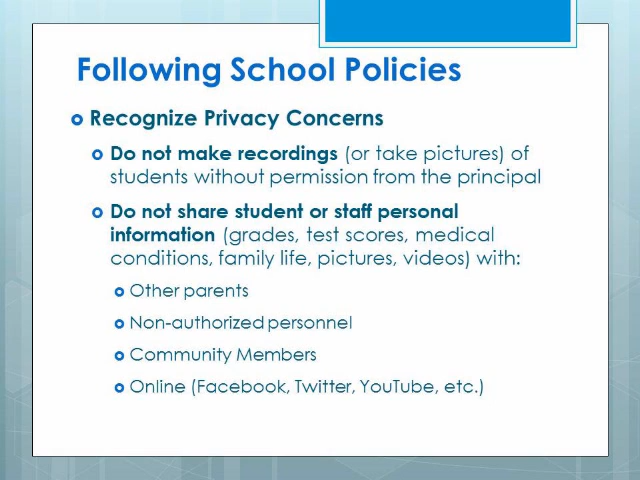 Following School Policies
Recognize Privacy Concerns
Do not make recordings (or take pictures) of
students without permission from the principal
Do not share student or staff personal
information (grades, test scores, medical
conditions, family life, pictures, videos) with:
Other parents
Non-authorized personnel
Community Members
Online (Facebook, Twitter, YouTube, etc.)